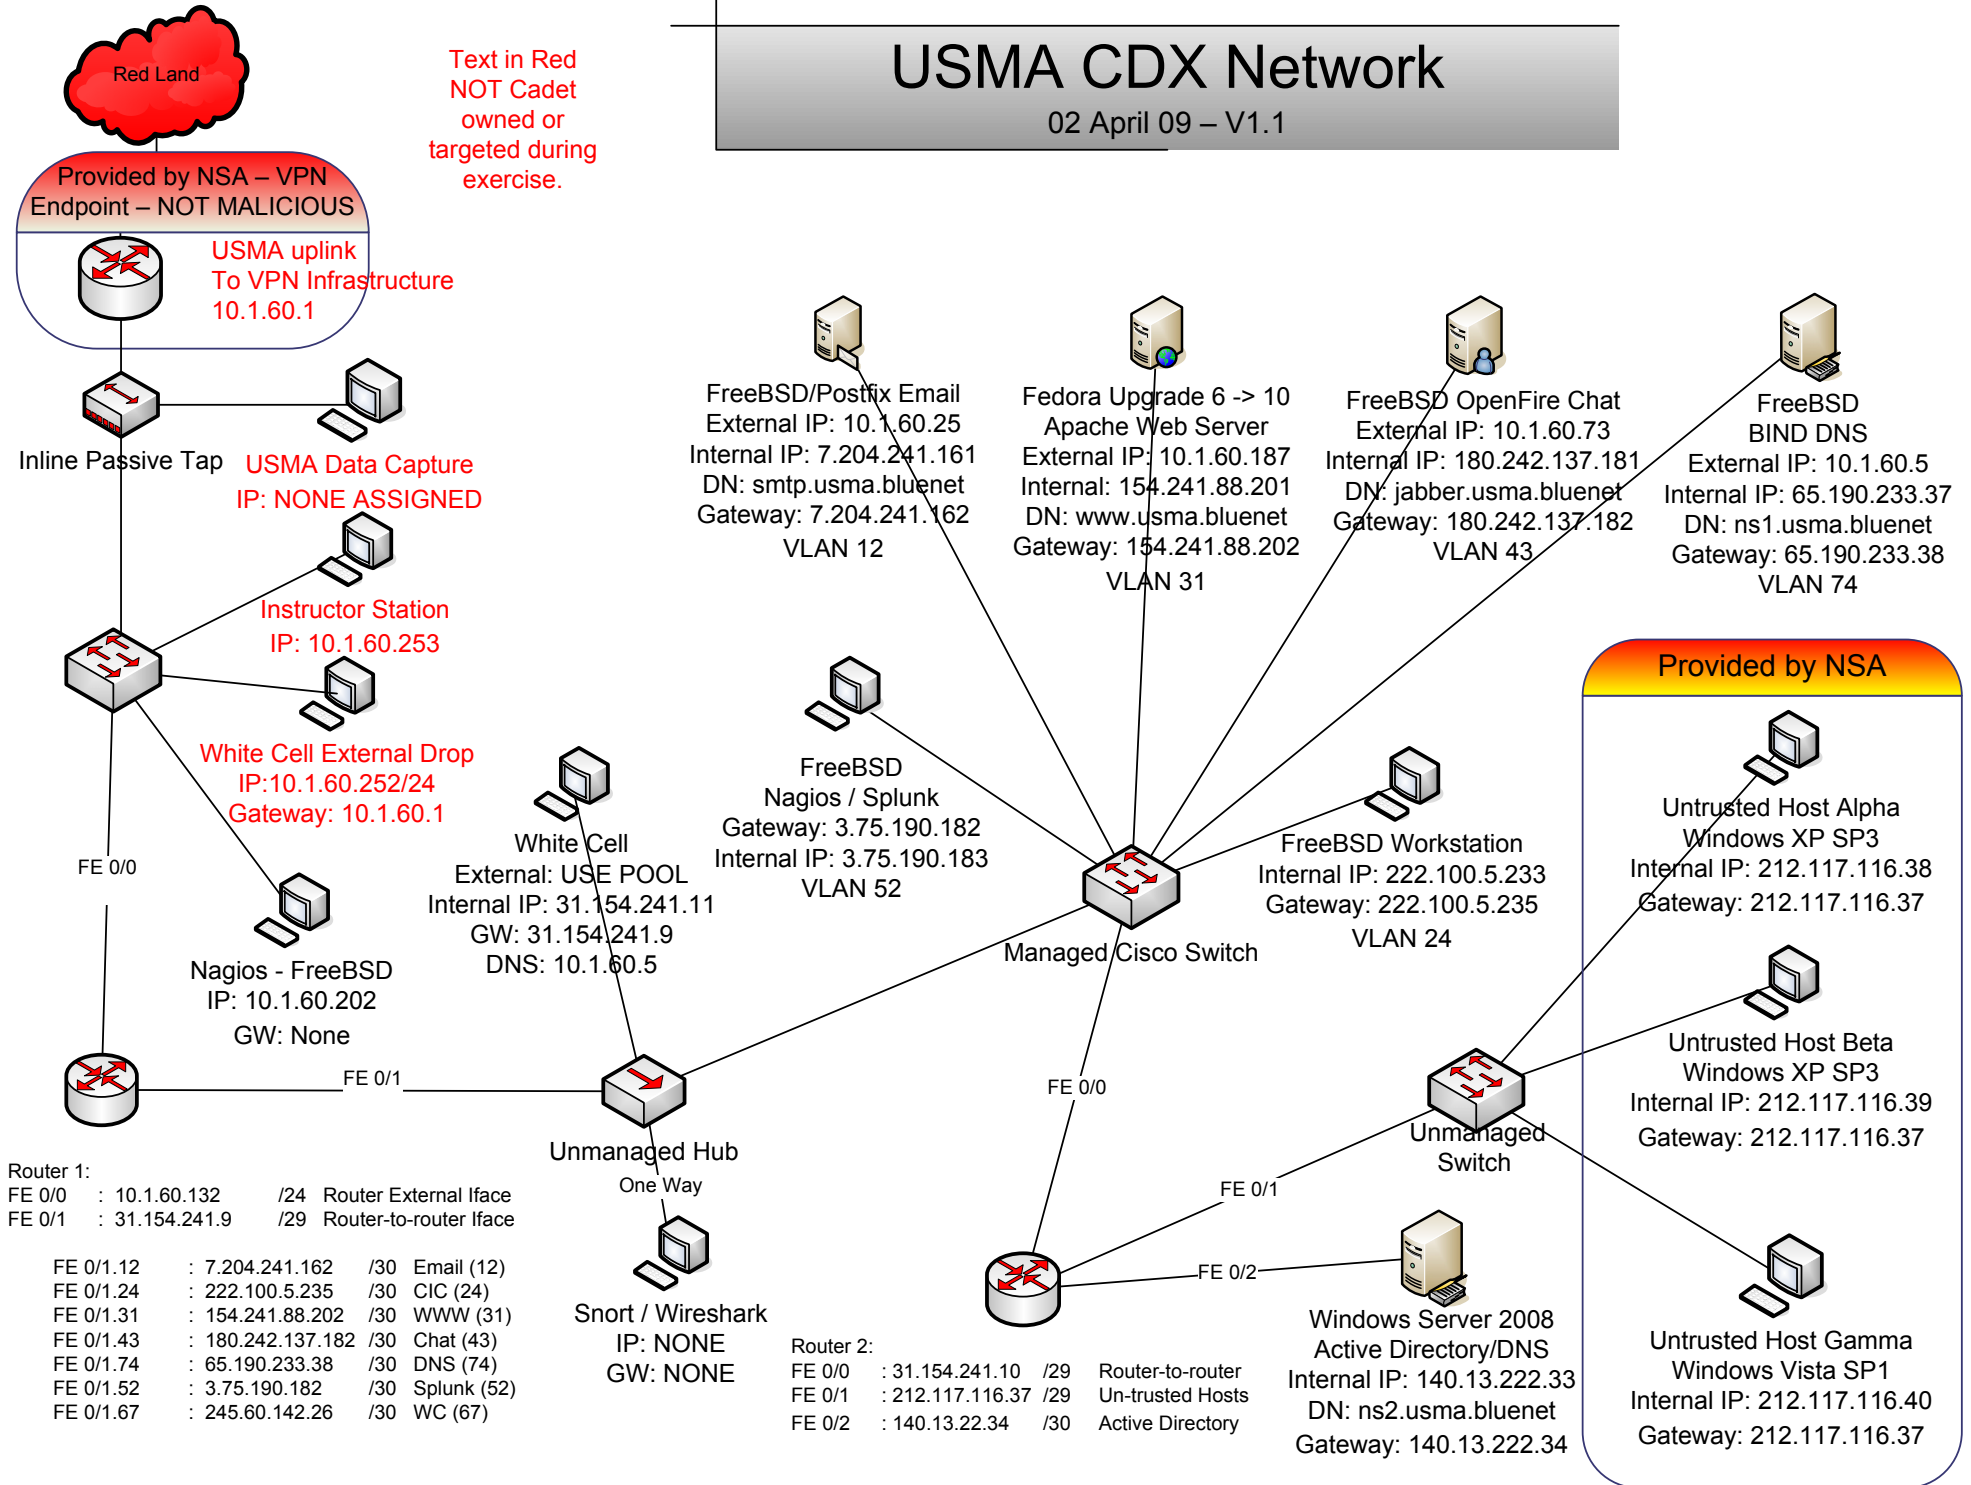 USMA CDX Network
02 April 09 – V1.1
Red Land
Text in Red
NOT Cadet
owned or
targeted during
exercise.
Provided by NSA – VPN
Endpoint – NOT MALICIOUS
USMA uplink
To VPN Infrastructure
10.1.60.1
Inline Passive Tap
USMA Data Capture
IP: NONE ASSIGNED
Instructor Station
IP: 10.1.60.253
White Cell External Drop
IP:10.1.60.252/24
Gateway: 10.1.60.1
FE 0/0
Nagios - FreeBSD
IP: 10.1.60.202
GW: None
FE 0/1
White Cell
External: USE POOL
Internal IP: 31.154.241.11
GW: 31.154.241.9
DNS: 10.1.60.5
Unmanaged Hub
One Way
Snort / Wireshark
IP: NONE
GW: NONE
FreeBSD/Postfix Email
External IP: 10.1.60.25
Internal IP: 7.204.241.161
DN: smtp.usma.bluenet
Gateway: 7.204.241.162
VLAN 12
Fedora Upgrade 6 -> 10
Apache Web Server
External IP: 10.1.60.187
Internal: 154.241.88.201
DN: www.usma.bluenet
Gateway: 154.241.88.202
VLAN 31
FreeBSD OpenFire Chat
External IP: 10.1.60.73
Internal IP: 180.242.137.181
DN: jabber.usma.bluenet
Gateway: 180.242.137.182
VLAN 43
FreeBSD
BIND DNS
External IP: 10.1.60.5
Internal IP: 65.190.233.37
DN: ns1.usma.bluenet
Gateway: 65.190.233.38
VLAN 74
FreeBSD
Nagios / Splunk
Gateway: 3.75.190.182
Internal IP: 3.75.190.183
VLAN 52
Managed Cisco Switch
FreeBSD Workstation
Internal IP: 222.100.5.233
Gateway: 222.100.5.235
VLAN 24
Provided by NSA
Untrusted Host Alpha
Windows XP SP3
Internal IP: 212.117.116.38
Gateway: 212.117.116.37
Untrusted Host Beta
Windows XP SP3
Internal IP: 212.117.116.39
Gateway: 212.117.116.37
Untrusted Host Gamma
Windows Vista SP1
Internal IP: 212.117.116.40
Gateway: 212.117.116.37
Unmanaged
Switch
FE 0/0
FE 0/1
FE 0/2
Windows Server 2008
Active Directory/DNS
Internal IP: 140.13.222.33
DN: ns2.usma.bluenet
Gateway: 140.13.222.34
Router 1:
FE 0/0 : 10.1.60.132 /24 Router External Iface
FE 0/1 : 31.154.241.9 /29 Router-to-router Iface
FE 0/1.12 : 7.204.241.162 /30 Email (12)
FE 0/1.24 : 222.100.5.235 /30 CIC (24)
FE 0/1.31 : 154.241.88.202 /30 WWW (31)
FE 0/1.43 : 180.242.137.182 /30 Chat (43)
FE 0/1.74 : 65.190.233.38 /30 DNS (74)
FE 0/1.52 : 3.75.190.182 /30 Splunk (52)
FE 0/1.67 : 245.60.142.26 /30 WC (67)
Router 2:
FE 0/0 : 31.154.241.10 /29 Router-to-router
FE 0/1 : 212.117.116.37 /29 Un-trusted Hosts
FE 0/2 : 140.13.22.34 /30 Active Directory